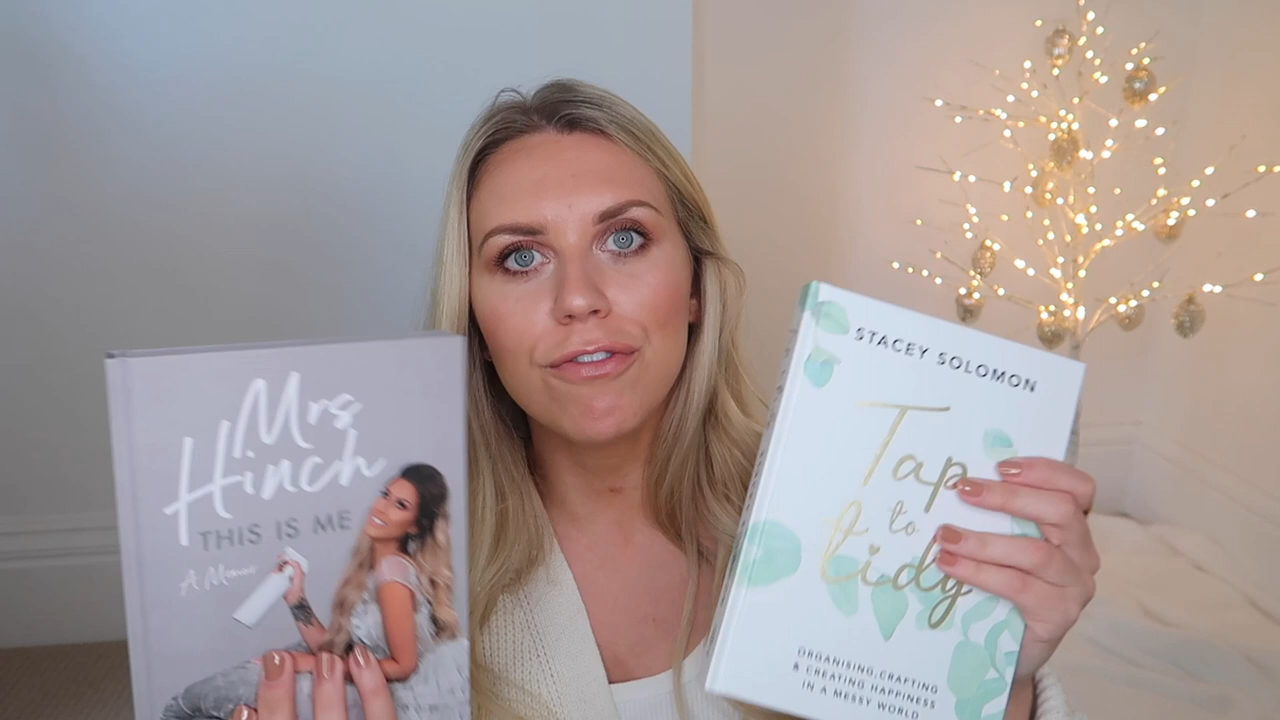 Mrs
Hinch
THIS IS ME
A Memoir
STACEY SOLOMON
Tap
to
tidy
ORGANISING, CRAFTING
& CREATING HAPPINESS
IN A MESSY WORLD